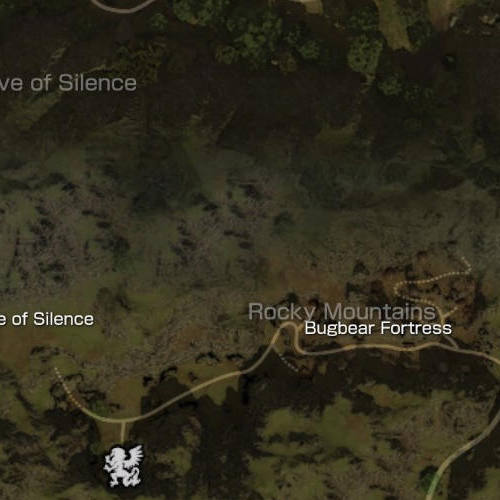 ve of Silence
Rocky Mountains
e of Silence
Bugbear Fortress